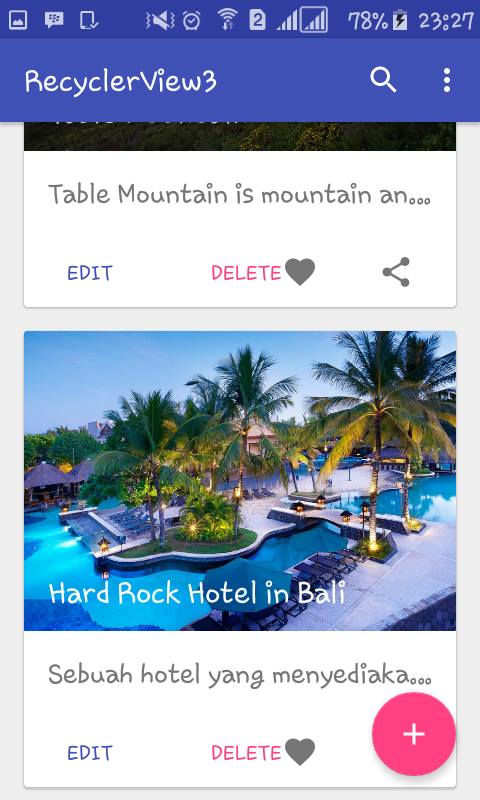 2 78% 23:27
RecyclerView3
Table Mountain is mountain an...
EDIT DELETE
Hard Rock Hotel in Bali
Sebuah hotel yang menyediaka...
EDIT DELETE